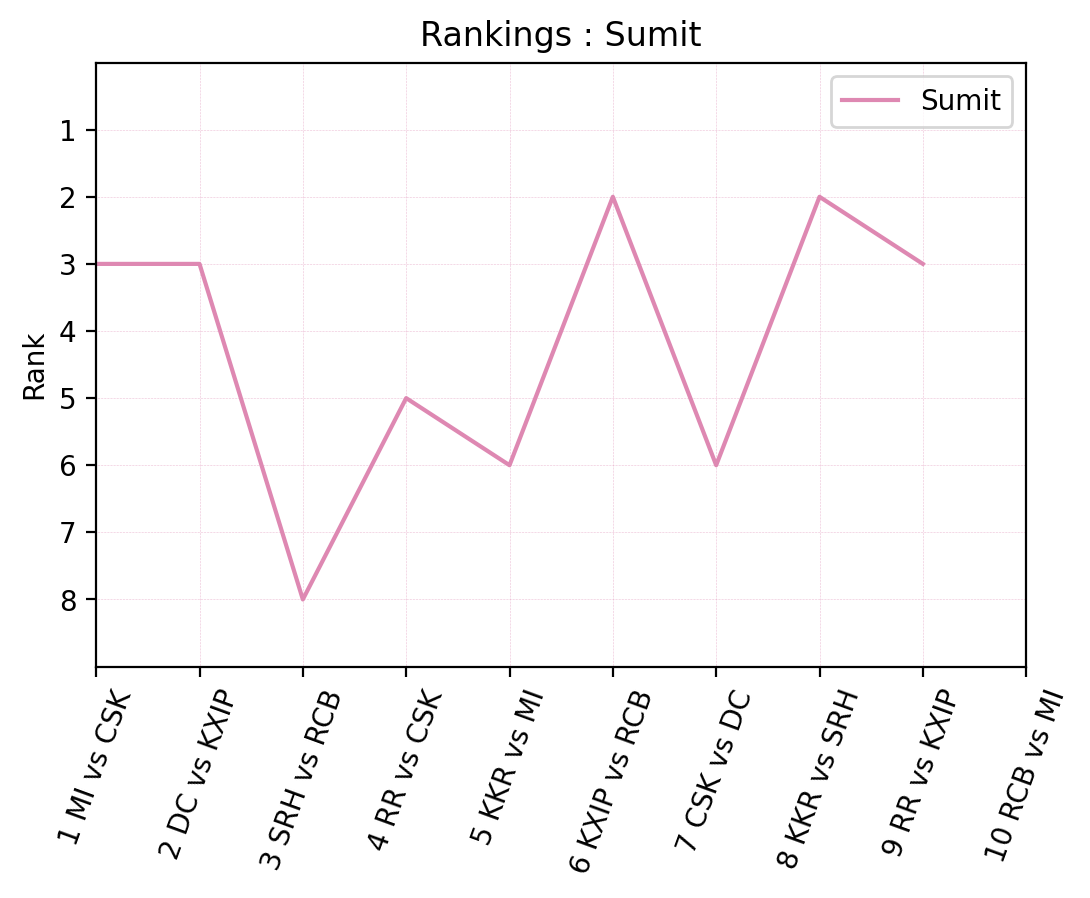 Rankings : Sumit
Sumit
Rank
1
2
3
4
5
6
7
8
1 MI vs CSK
2 DC vs KXIP
3 SRH vs RCB
4 RR vs CSK
5 KKR vs MI
6 KXIP vs RCB
7 CSK vs DC
8 KKR vs SRH
9 RR vs KXIP
10 RCB vs MI